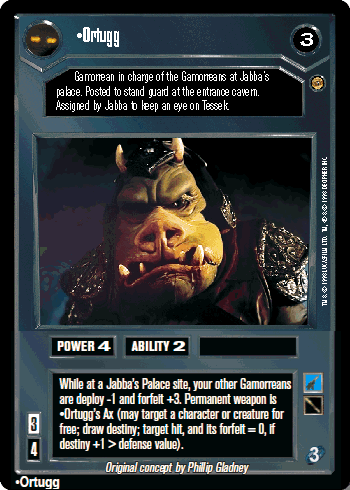 •Ortugg
3
Gamorrean in charge of the Gamorreans at Jabba's
palace. Posted to stand guard at the entrance cavern.
Assigned by Jabba to keep an eye on Tessek.
POWER 4 ABILITY 2
While at a Jabba's Palace site, your other Gamorreans
are deploy -1 and forfeit +3. Permanent weapon is
•Ortugg's Ax (may target a character or creature for
free; draw destiny; target hit, and its forfeit = 0, if
destiny +1 > defense value).
3
4
3
Original concept by Phillip Gladney
•Ortugg